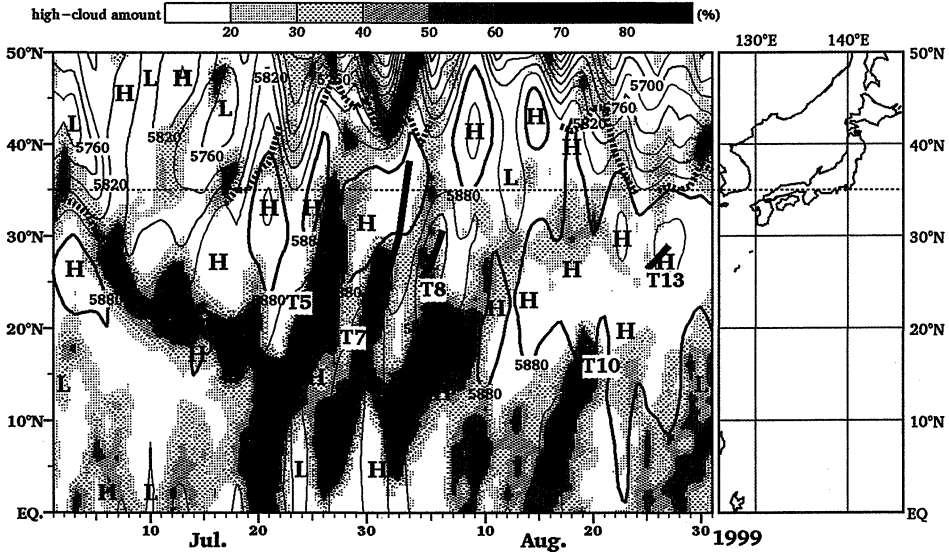 high-cloud amount (%)
20 30 40 50 60 70 80
130°E 140°E
50°N L H H L 5820 5750 5700 50°N
L 5760 5820 5760 H H 5760 5820
40°N H 40°N
5820 L 5880
H H H
30°N 5880 H 30°N
H H H H
5880 5880 T5 5880 T8 H H T13
20°N T7 H 20°N
H 5880 T10
L H H 5880 L
10°N 10°N
H L L H
EQ. EQ
10 20 30 10 20 30
Jul. Aug. 1999